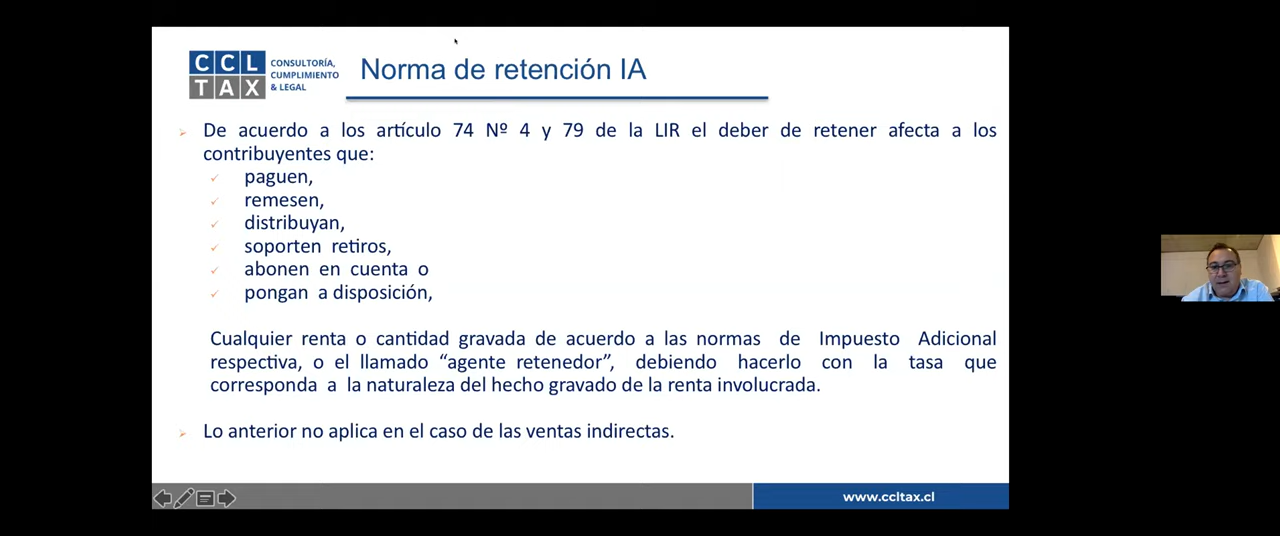 CCL
TAX
CONSULTORÍA,
CUMPLIMIENTO
& LEGAL
Norma de retención IA
De acuerdo a los artículo 74 Nº 4 y 79 de la LIR el deber de retener afecta a los
contribuyentes que:
paguen,
remesen,
distribuyan,
soporten retiros,
abonen en cuenta o
pongan a disposición,
Cualquier renta o cantidad gravada de acuerdo a las normas de Impuesto Adicional
respectiva, o el llamado “agente retenedor”, debiendo hacerlo con la tasa que
corresponda a la naturaleza del hecho gravado de la renta involucrada.
Lo anterior no aplica en el caso de las ventas indirectas.
www.ccltax.cl